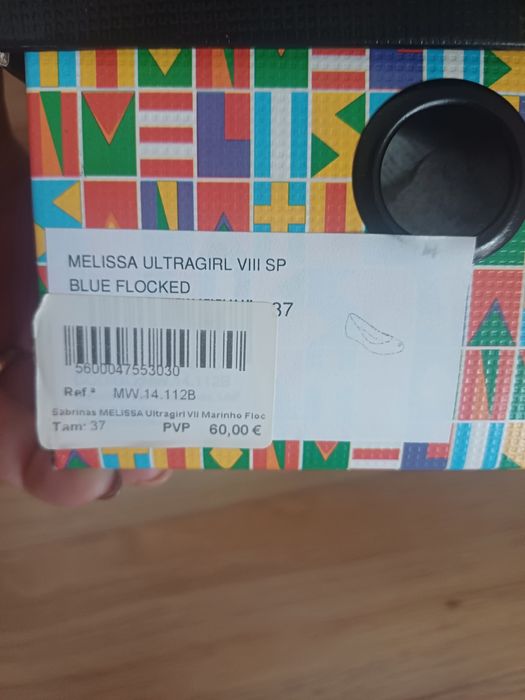 MELISSA ULTRAGIRL VIII SP
BLUE FLOCKED
37
5600047553030
Refª MW.14.112B
Sabrinas MELISSA Ultragirl VII Marinho Floc
Tam: 37 PVP 60,00 €